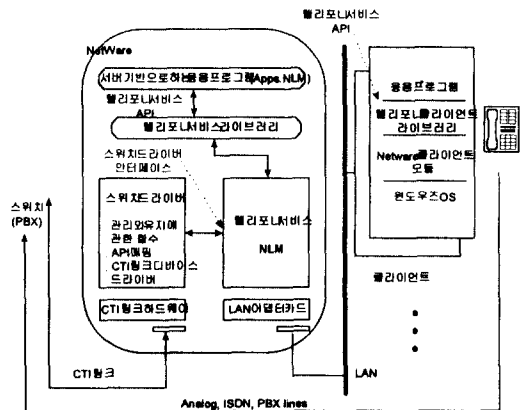 텔리포니서비스
API
NetWare
서버기반으로하는응용프로그램(Apps.NLM)
텔리포니서비스
API
텔리포니서비스라이브러리
스위치드라이버
인터페이스
스위치드라이버
관리와유지에
관한 함수
API매핑
CTI링크디바이스
드라이버
텔리포니서비스
NLM
CTI링크하드웨어
LAN어댑터카드
스위치
(PBX)
응용프로그램
텔리포니클라이언트
라이브러리
Netware클라이언트
모듈
윈도우즈OS
클라이언트
CTI링크
LAN
Analog, ISDN, PBX lines